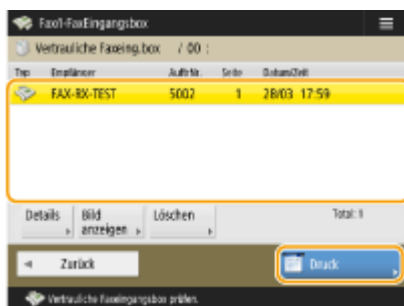 Fax/I-FaxEingangsbox
Vertrauliche Faxeing.box / 00 :
Typ Empfänger Auftr.Nr. Seite Datum/Zeit
FAX-RX-TEST 5002 1 28/03 17:59
Details Bild anzeigen Löschen Total: 1
Zurück Druck
Vertrauliche Faxeingangsbox prüfen.